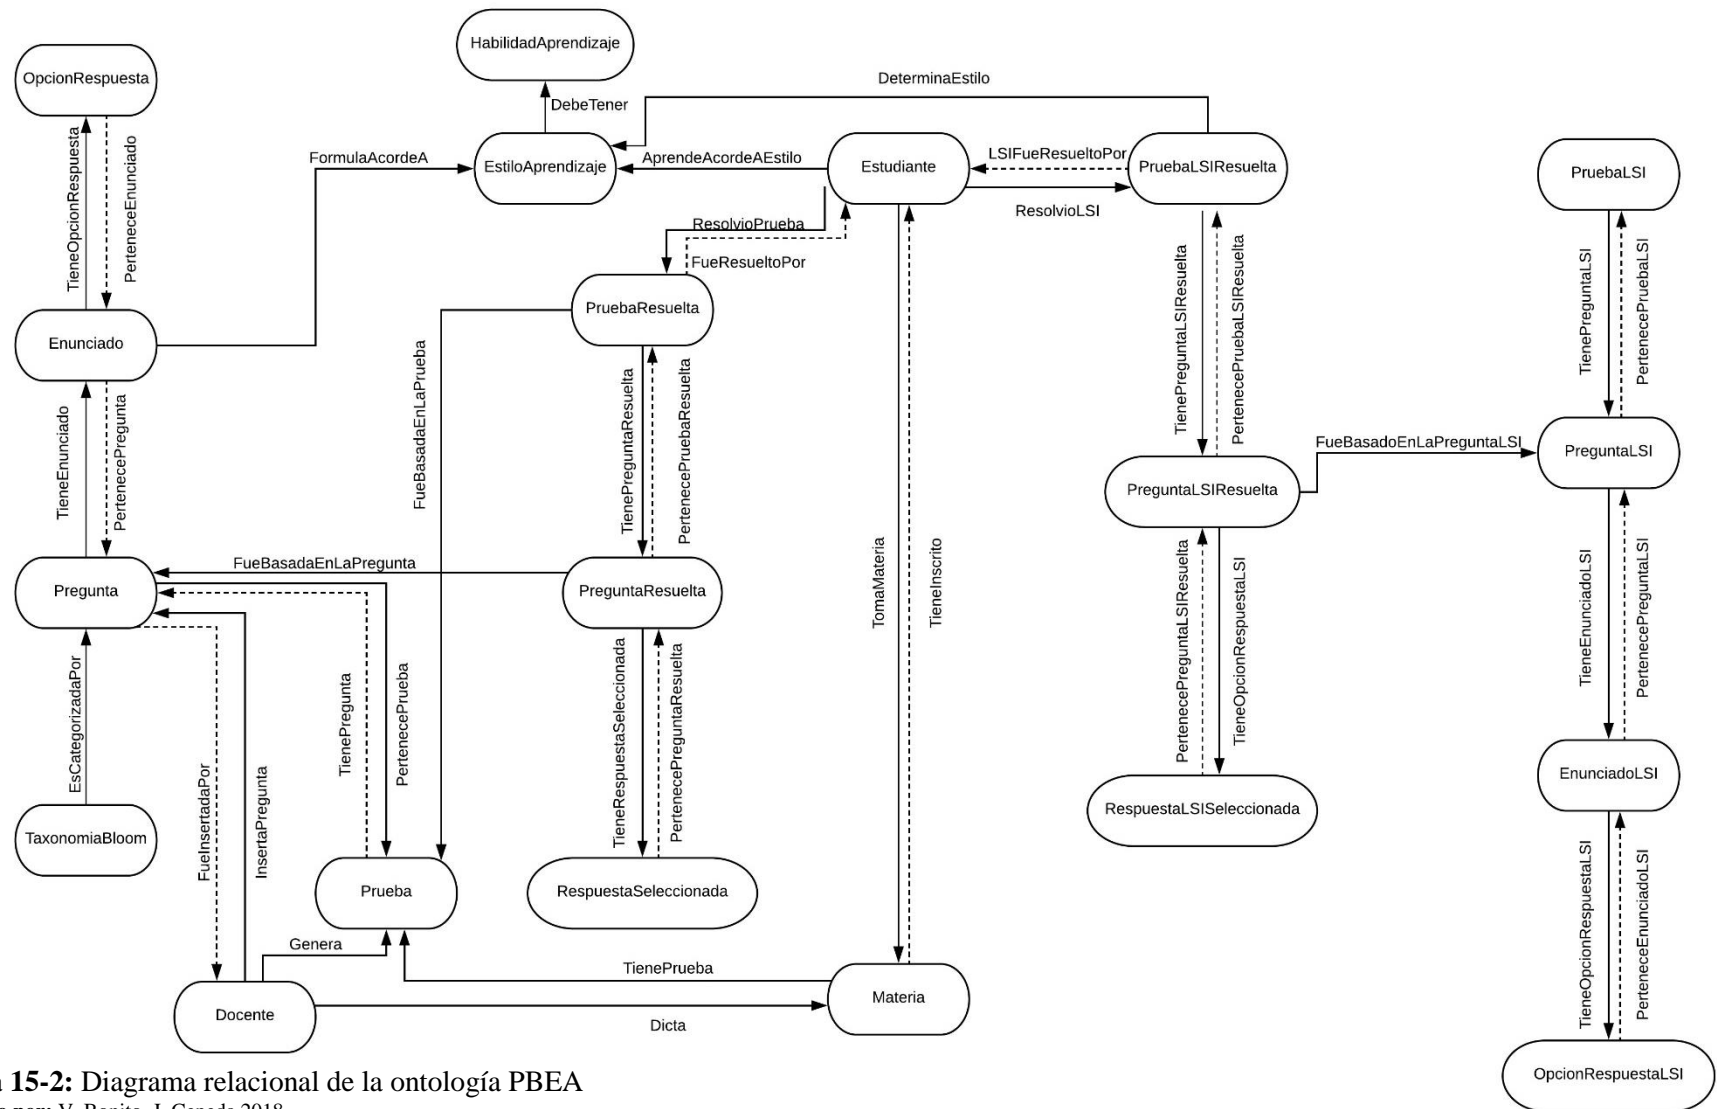 HabilidadAprendizaje
OpcionRespuesta
DeterminaEstilo
DebeTener
TieneOpcionRespuesta
PerteneceEnunciado
FormulaAcordeA
EstiloAprendizaje
AprendeAcordeAEstilo
Estudiante
LSIFueResueltoPor
PruebaLSIResuelta
PruebaLSI
ResolvioLSI
ResolvioPrueba
FueResueltoPor
TienePreguntaLSIResuelta
PertenecePruebaLSIResuelta
TienePreguntaLSI
PertenecePruebaLSI
Enunciado
PruebaResuelta
FueBasadaEnLaPrueba
TienePreguntaResuelta
PertenecePruebaResuelta
TieneEnunciado
PertenecePregunta
FueBasadoEnLaPreguntaLSI
PreguntaLSI
PreguntaLSIResuelta
FueBasadaEnLaPregunta
Pregunta
PreguntaResuelta
TomaMateria
TieneInscrito
PertenecePreguntaLSIResuelta
TieneOpcionRespuestaLSI
TieneEnunciadoLSI
PertenecePreguntaLSI
EsCategorizadaPor
FueInsertadaPor
InsertaPregunta
TienePregunta
PertenecePrueba
TieneRespuestaSeleccionada
PertenecePreguntaResuelta
EnunciadoLSI
RespuestaLSISeleccionada
TaxonomiaBloom
Prueba
RespuestaSeleccionada
TieneOpcionRespuestaLSI
PerteneceEnunciadoLSI
Genera
TienePrueba
Materia
Docente
Dicta
OpcionRespuestaLSI
15-2: Diagrama relacional de la ontología PBEA